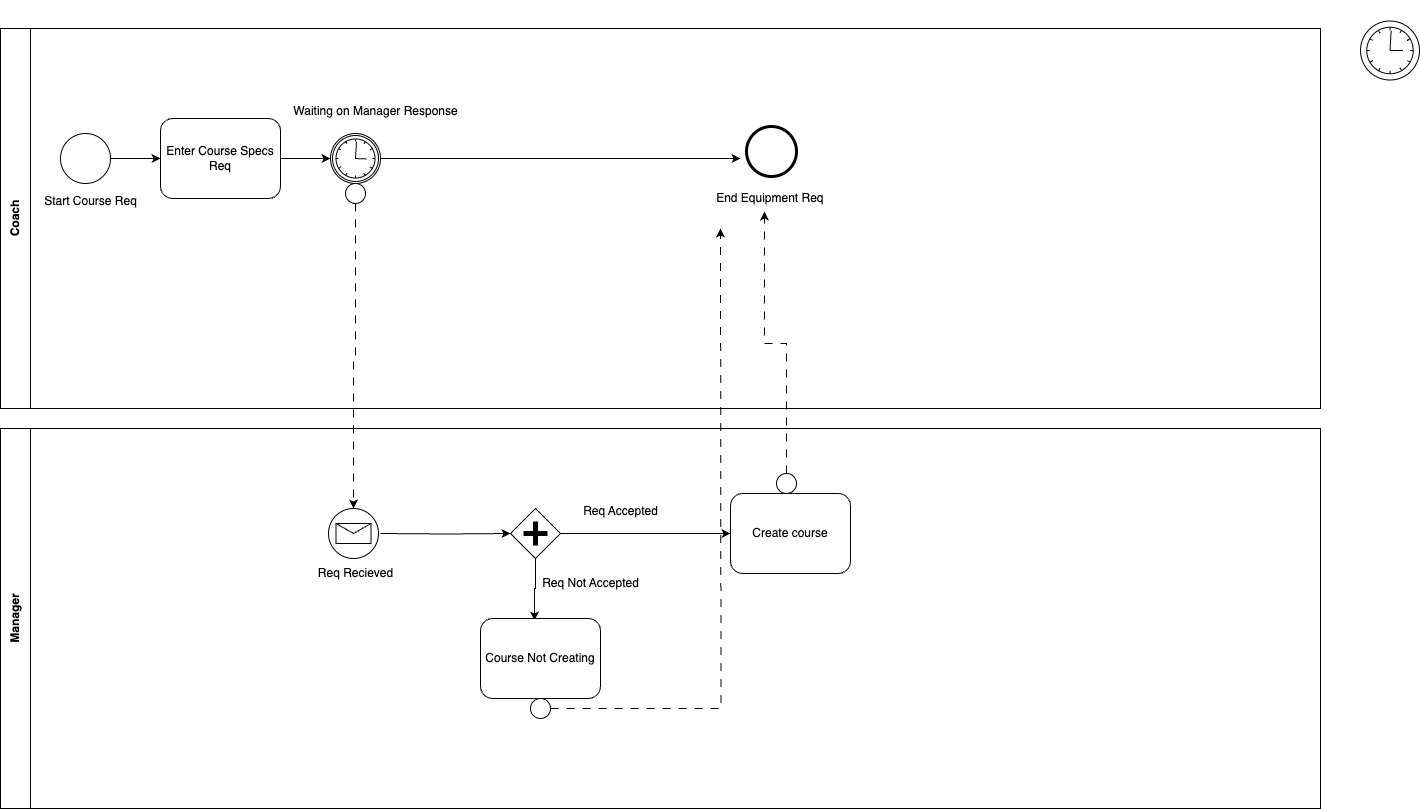 Coach
Waiting on Manager Response
Enter Course Specs
Req
Start Course Req
End Equipment Req
Manager
Req Accepted
Create course
Req Recieved
Req Not Accepted
Course Not Creating